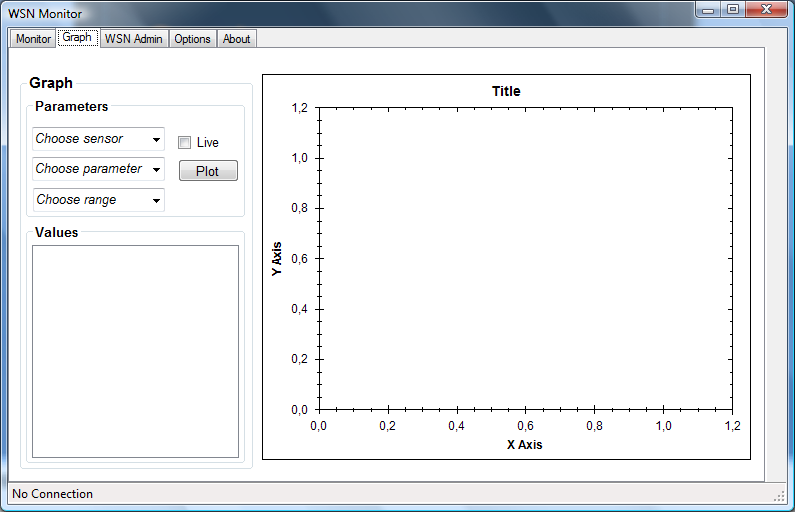 WSN Monitor
Monitor Graph WSN Admin Options About
Graph
Parameters
Choose sensor
Live
Choose parameter
Plot
Choose range
Values
Title
1,2
1,0
0,8
0,6
0,4
0,2
0,0
Y Axis
0,0 0,2 0,4 0,6 0,8 1,0 1,2
X Axis
No Connection